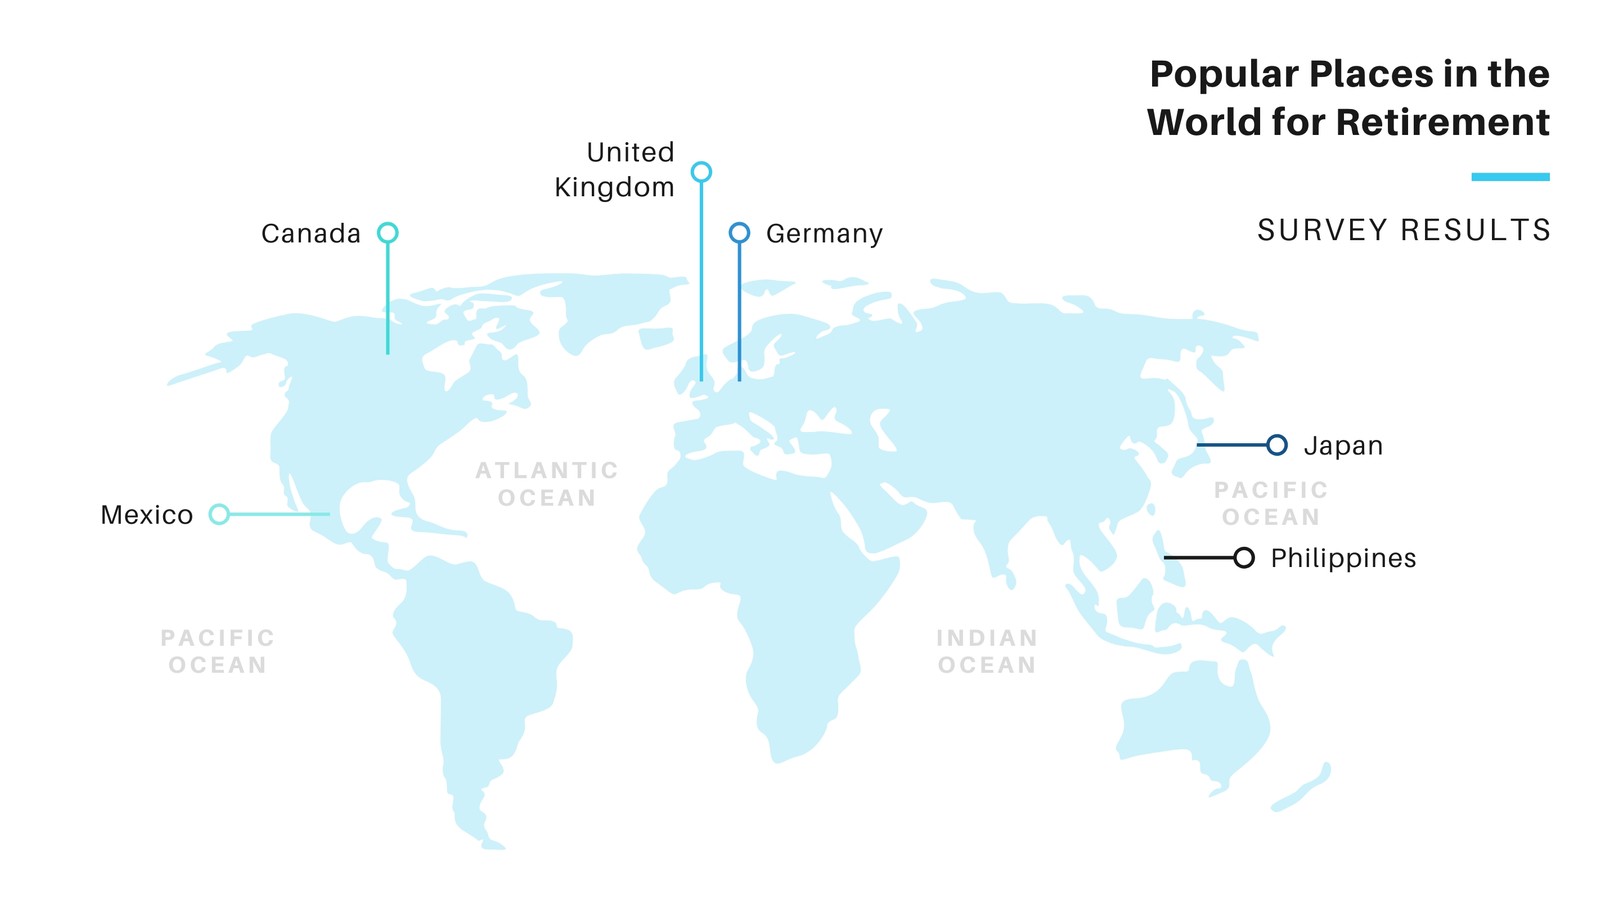 Popular Places in the
World for Retirement
SURVEY RESULTS
United
Kingdom
Canada
Germany
Japan
ATLANTIC
OCEAN
PACIFIC
OCEAN
Mexico
Philippines
PACIFIC
OCEAN
INDIAN
OCEAN